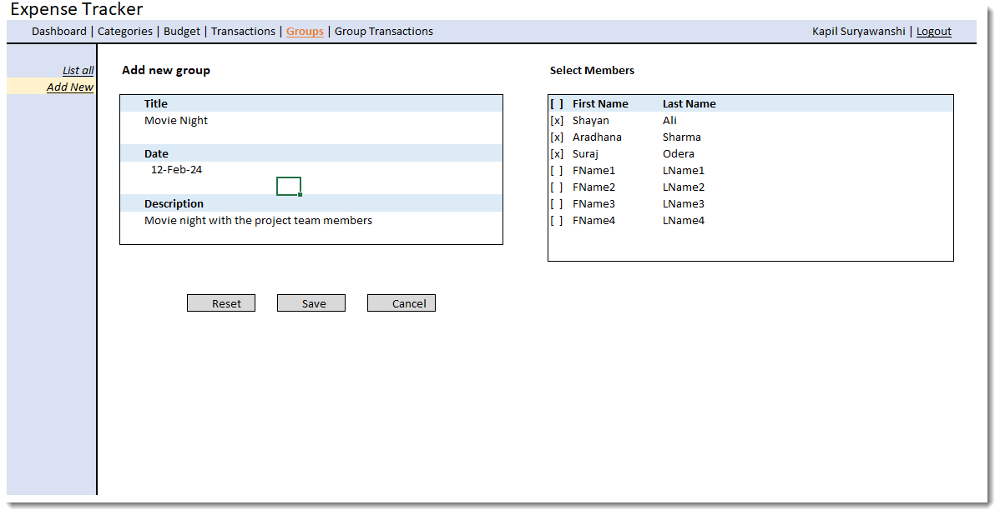 Expense Tracker
Dashboard | Categories | Budget | Transactions | Groups | Group Transactions
Kapil Suryawanshi | Logout
List all
Add New
Add new group
Title
Movie Night
Date
12-Feb-24
Description
Movie night with the project team members
Reset
Save
Cancel
Select Members
[ ] First Name Last Name
[x] Shayan Ali
[x] Aradhana Sharma
[x] Suraj Odera
[ ] FName1 LName1
[ ] FName2 LName2
[ ] FName3 LName3
[ ] FName4 LName4